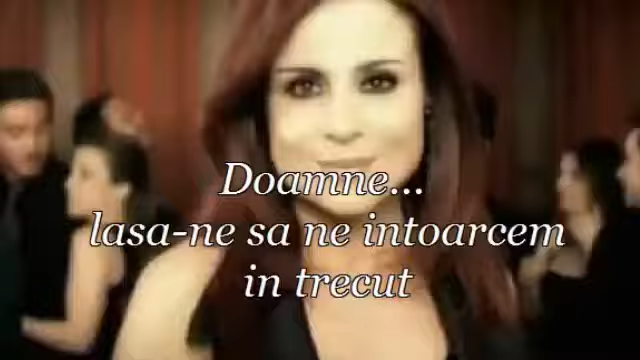 Doamne...
lasa-ne sa ne intoarcem
in trecut